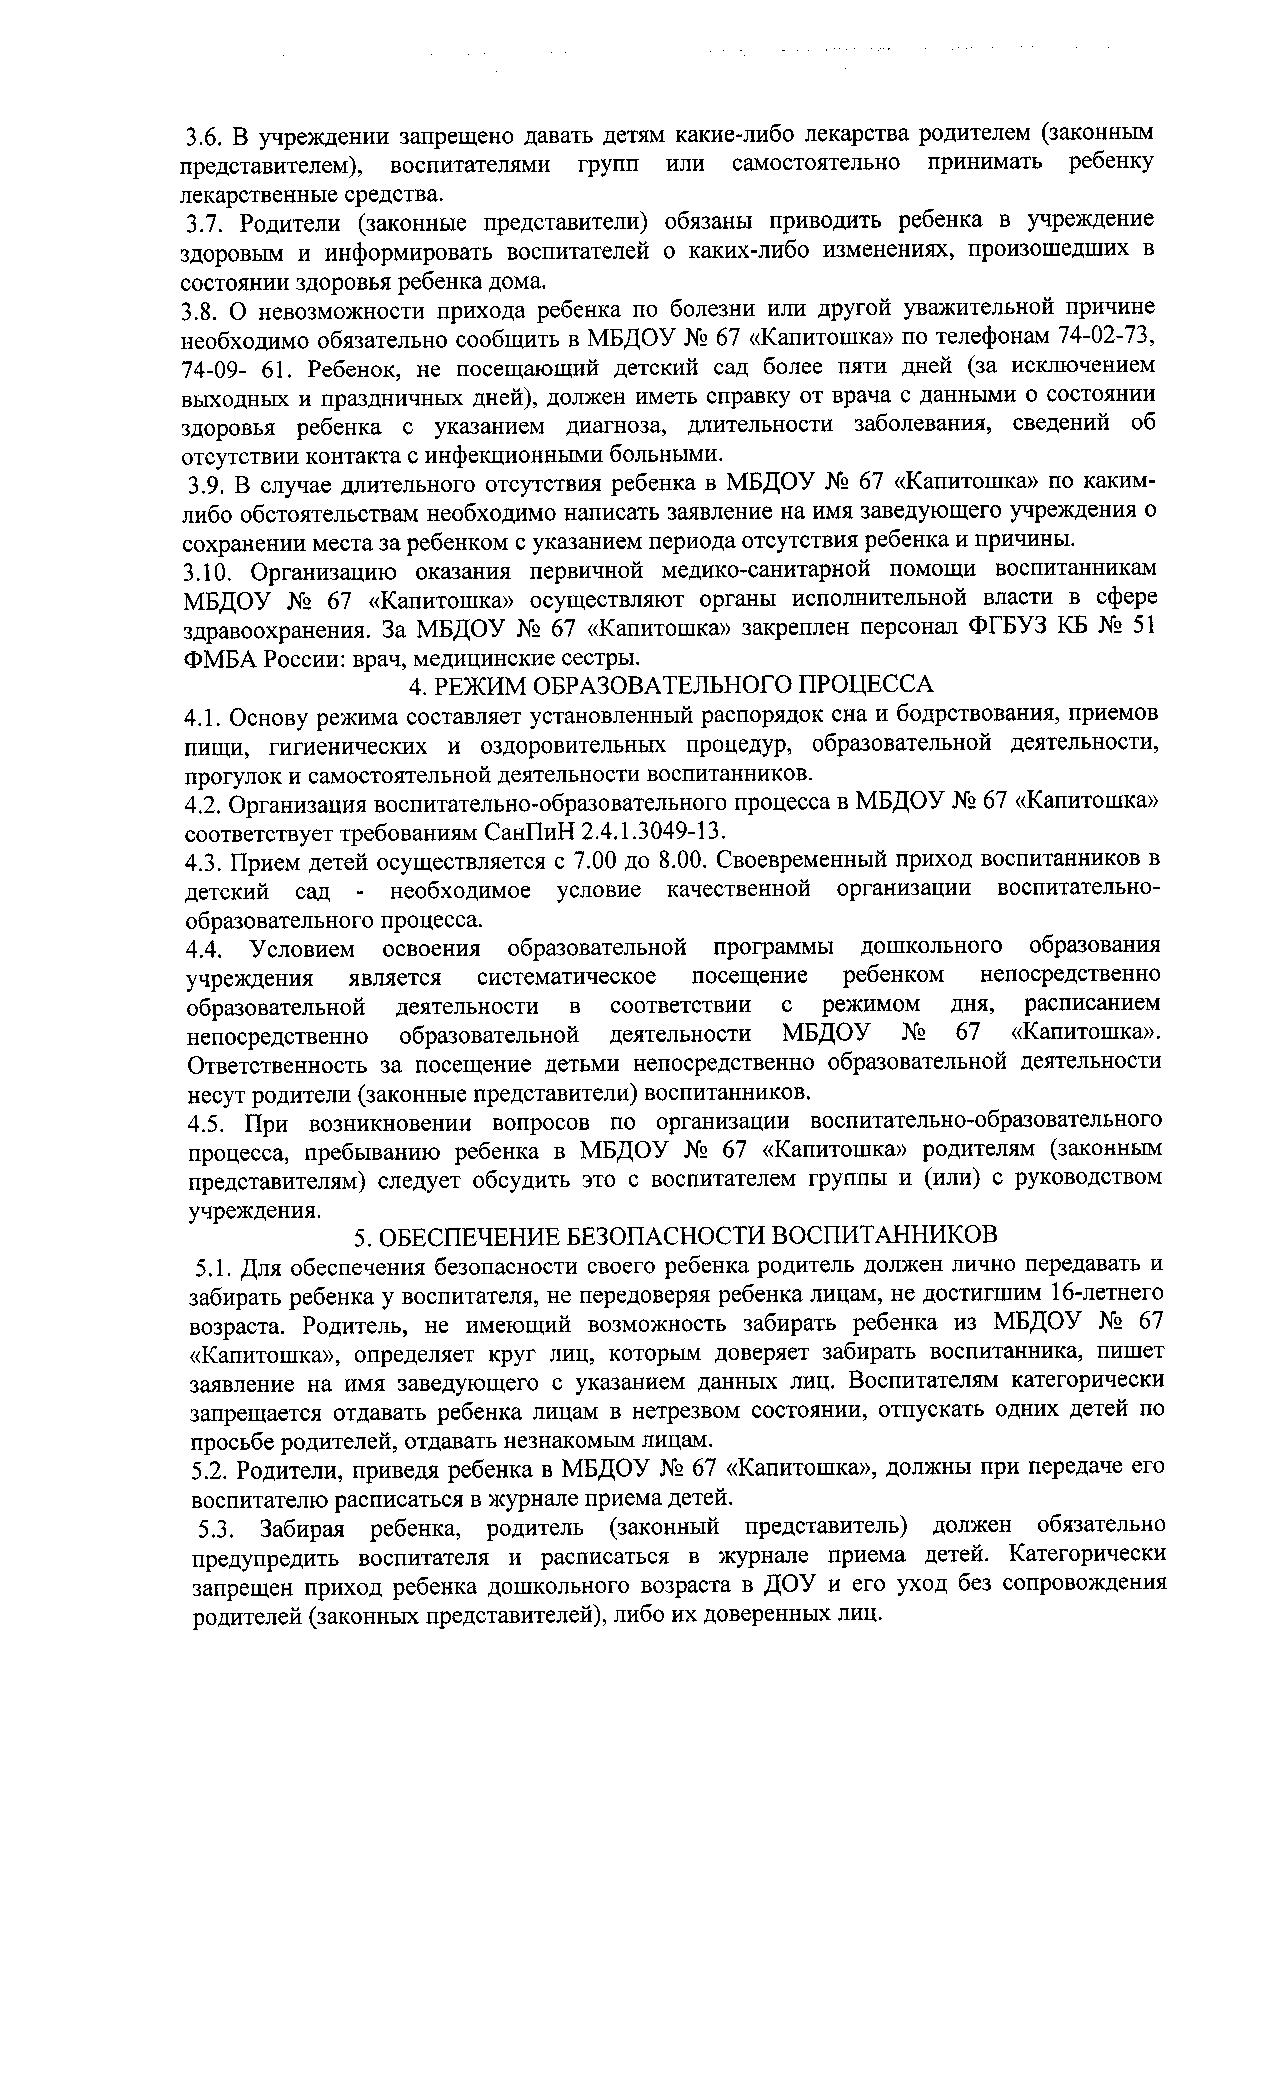 3.6. В учреждении запрещено давать детям какие-либо лекарства родителем (законным
представителем), воспитателями групп или самостоятельно принимать ребенку
лекарственные средства.
3.7. Родители (законные представители) обязаны приводить ребенка в учреждение
здоровым и информировать воспитателей о каких-либо изменениях, произошедших в
состоянии здоровья ребенка дома.
3.8. О невозможности прихода ребенка по болезни или другой уважительной причине
необходимо обязательно сообщить в МБДОУ № 67 «Капитошка» по телефонам 74-02-73,
74-09- 61. Ребенок, не посещающий детский сад более пяти дней (за исключением
выходных и праздничных дней), должен иметь справку от врача с данными о состоянии
здоровья ребенка с указанием диагноза, длительности заболевания, сведений об
отсутствии контакта с инфекционными больными.
3.9. В случае длительного отсутствия ребенка в МБДОУ № 67 «Капитошка» по каким-
либо обстоятельствам необходимо написать заявление на имя заведующего учреждения о
сохранении места за ребенком с указанием периода отсутствия ребенка и причины.
3.10. Организацию оказания первичной медико-санитарной помощи воспитанникам
МБДОУ № 67 «Капитошка» осуществляют органы исполнительной власти в сфере
здравоохранения. За МБДОУ № 67 «Капитошка» закреплен персонал ФГБУЗ КБ № 51
ФМБА России: врач, медицинские сестры.
4. РЕЖИМ ОБРАЗОВАТЕЛЬНОГО ПРОЦЕССА
4.1. Основу режима составляет установленный распорядок сна и бодрствования, приемов
пищи, гигиенических и оздоровительных процедур, образовательной деятельности,
прогулок и самостоятельной деятельности воспитанников.
4.2. Организация воспитательно-образовательного процесса в МБДОУ № 67 «Капитошка»
соответствует требованиям СанПиН 2.4.1.3049-13.
4.3. Прием детей осуществляется с 7.00 до 8.00. Своевременный приход воспитанников в
детский сад - необходимое условие качественной организации воспитательно-
образовательного процесса.
4.4. Условием освоения образовательной программы дошкольного образования
учреждения является систематическое посещение ребенком непосредственно
образовательной деятельности в соответствии с режимом дня, расписанием
непосредственно образовательной деятельности МБДОУ № 67 «Капитошка».
Ответственность за посещение детьми непосредственно образовательной деятельности
несут родители (законные представители) воспитанников.
4.5. При возникновении вопросов по организации воспитательно-образовательного
процесса, пребыванию ребенка в МБДОУ № 67 «Капитошка» родителям (законным
представителям) следует обсудить это с воспитателем группы и (или) с руководством
учреждения.
5. ОБЕСПЕЧЕНИЕ БЕЗОПАСНОСТИ ВОСПИТАННИКОВ
5.1. Для обеспечения безопасности своего ребенка родитель должен лично передавать и
забирать ребенка у воспитателя, не передоверяя ребенка лицам, не достигшим 16-летнего
возраста. Родитель, не имеющий возможность забирать ребенка из МБДОУ № 67
«Капитошка», определяет круг лиц, которым доверяет забирать воспитанника, пишет
заявление на имя заведующего с указанием данных лиц. Воспитателям категорически
запрещается отдавать ребенка лицам в нетрезвом состоянии, отпускать одних детей по
просьбе родителей, отдавать незнакомым лицам.
5.2. Родители, приведя ребенка в МБДОУ № 67 «Капитошка», должны при передаче его
воспитателю расписаться в журнале приема детей.
5.3. Забирая ребенка, родитель (законный представитель) должен обязательно
предупредить воспитателя и расписаться в журнале приема детей. Категорически
запрещен приход ребенка дошкольного возраста в ДОУ и его уход без сопровождения
родителей (законных представителей), либо их доверенных лиц.